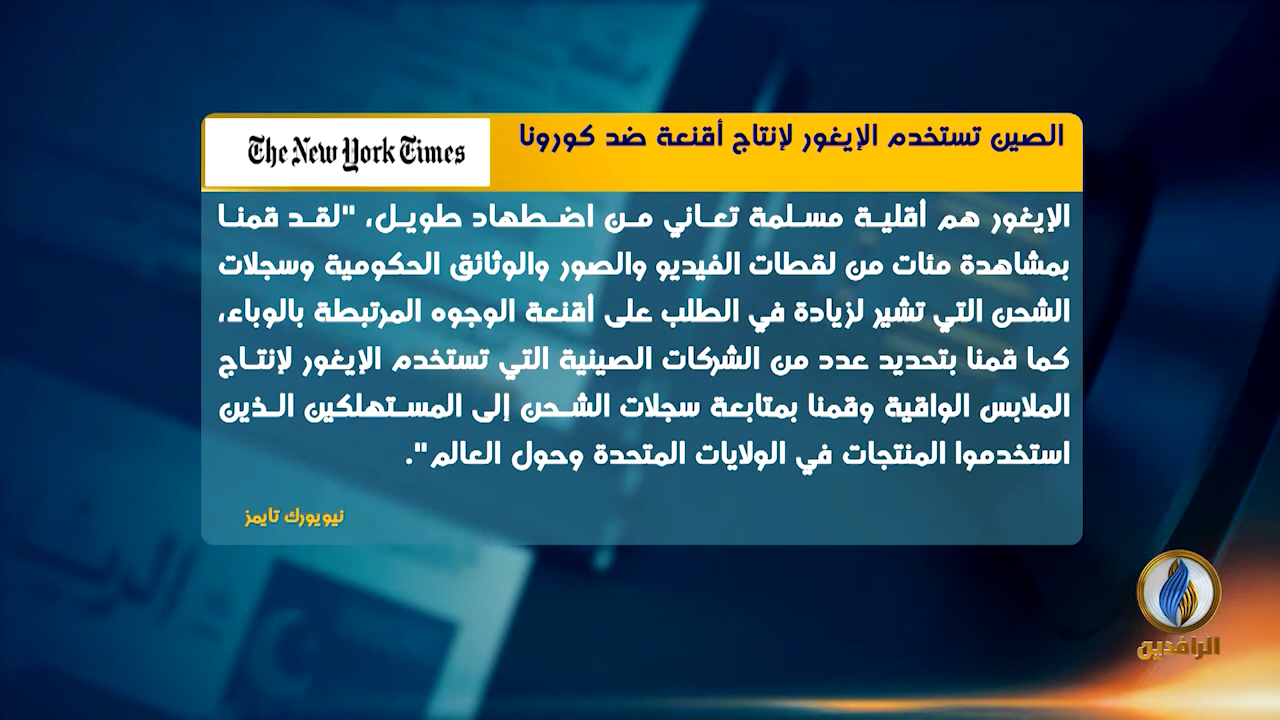 الصين تستخدم الإيغور لإنتاج أقنعة ضد كورونا
The New York Times
الإيغور هم أقلية مسلمة تعاني من اضطهاد طويل، "لقد قمنا
بمشاهدة مئات من لقطات الفيديو والصور والوثائق الحكومية وسجلات
الشحن التي تشير لزيادة في الطلب على أقنعة الوجوه المرتبطة بالوباء،
كما قمنا بتحديد عدد من الشركات الصينية التي تستخدم الإيغور لإنتاج
الملابس الواقية وقمنا بمتابعة سجلات الشحن إلى المستهلكين الذين
استخدموا المنتجات في الولايات المتحدة وحول العالم".
نيويورك تايمز
الرافدين